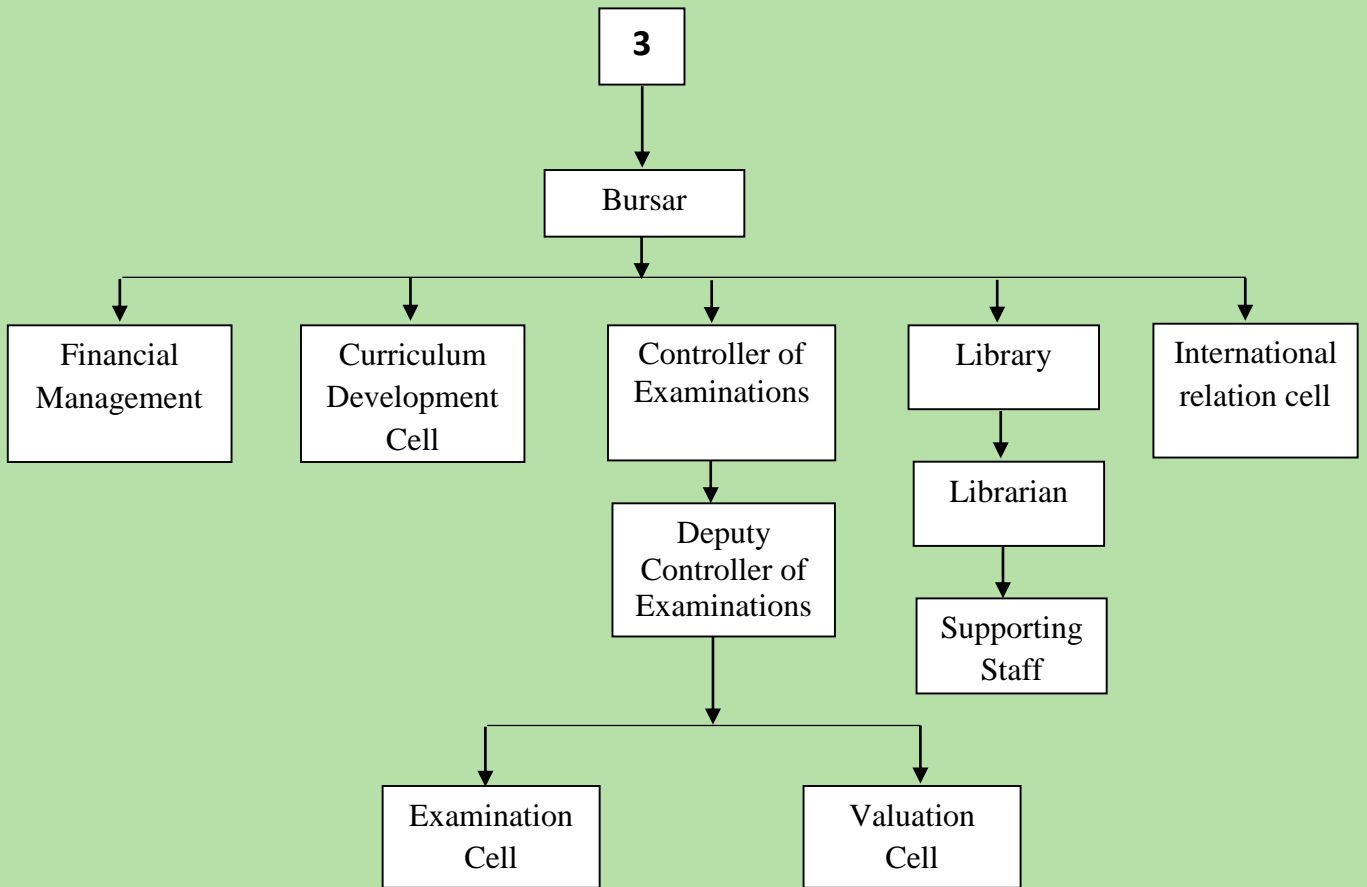 3
Bursar
Financial
Management
Curriculum
Development
Cell
Controller of
Examinations
Library
International
relation cell
Librarian
Deputy
Controller of
Examinations
Supporting
Staff
Examination
Cell
Valuation
Cell